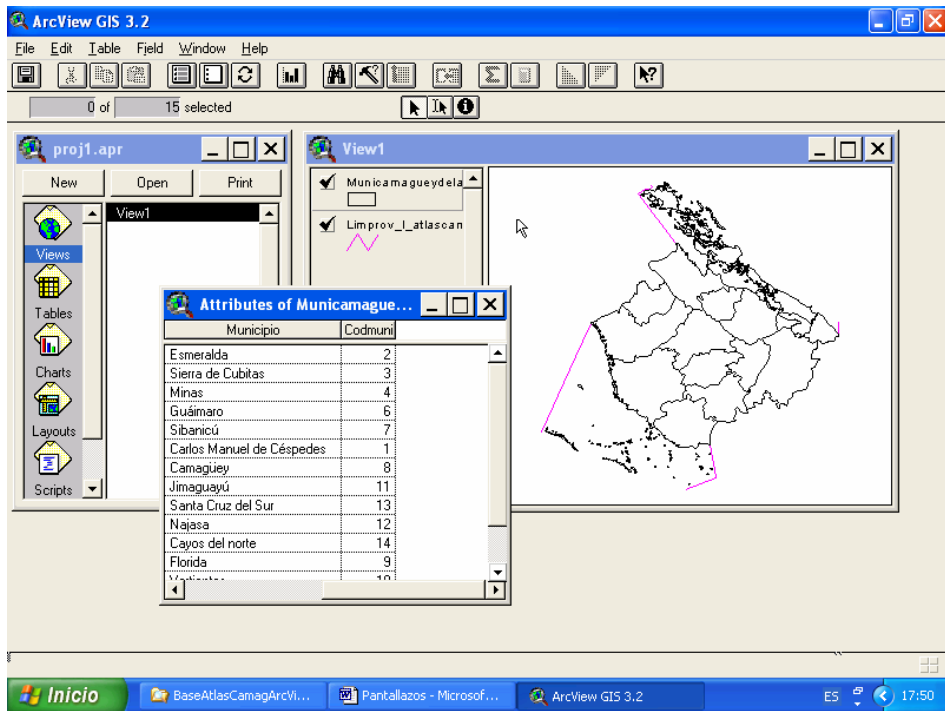 ArcView GIS 3.2
File Edit Table Field Window Help
0 of 15 selected
proj1.apr
New Open Print
Views
Tables
Charts
Layouts
Scripts
View1
View1
Municamagueydela
Limprov_l_atlascan
Attributes of Municamague...
Municipio Codmuni
Esmeralda 2
Sierra de Cubitas 3
Minas 4
Guáimaro 6
Sibanicú 7
Carlos Manuel de Céspedes 1
Camagüey 8
Jimaguayú 11
Santa Cruz del Sur 13
Najasa 12
Cayos del norte 14
Florida 9
Inicio BaseAtlasCamagArcVi... Pantallazos - Microsof... ArcView GIS 3.2 ES 17:50